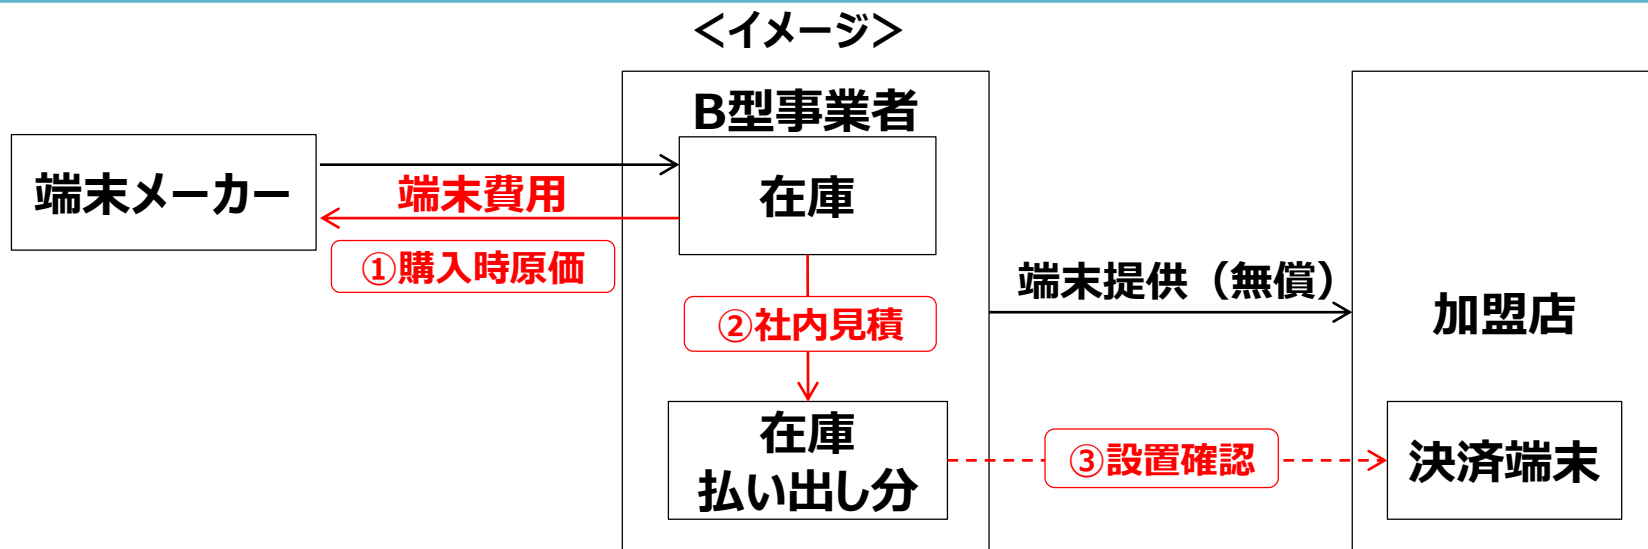 ＜イメージ＞
B型事業者
端末メーカー
端末費用
①購入時原価
在庫
②社内見積
在庫
払い出し分
端末提供（無償）
③設置確認
加盟店
決済端末